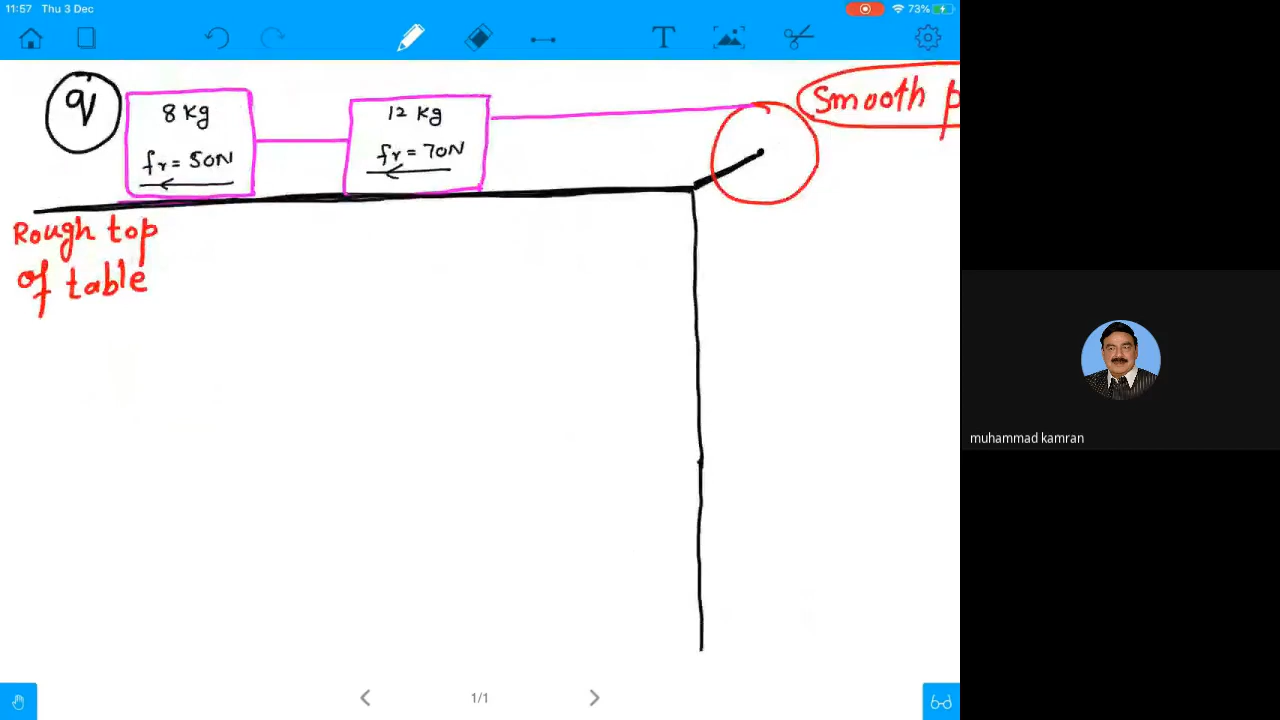 11:57 Thu 3 Dec
73%
T
q
8 Kg
fr = 50N
12 Kg
fr = 70N
Smooth p
Rough top
of table
muhammad kamran
1/1